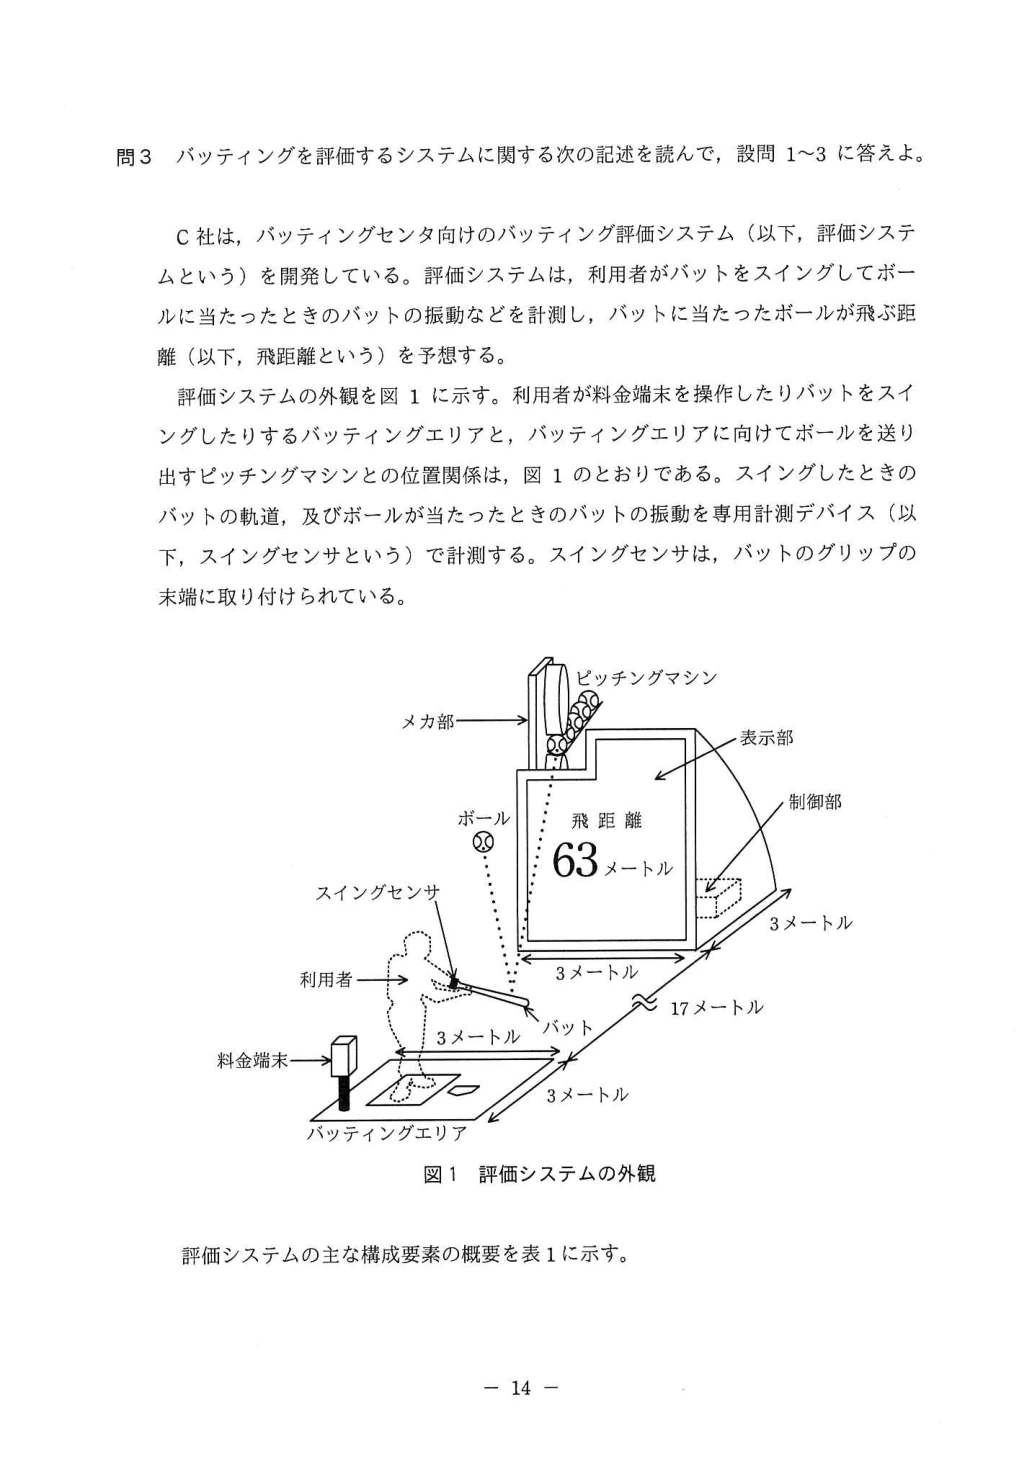 問3　バッティングを評価するシステムに関する次の記述を読んで，設問 1～3 に答えよ。
C 社は，バッティングセンタ向けのバッティング評価システム（以下，評価システ
ムという）を開発している。評価システムは，利用者がバットをスイングしてボー
ルに当たったときのバットの振動などを計測し，バットに当たったボールが飛ぶ距
離（以下，飛距離という）を予想する。
評価システムの外観を図 1 に示す。利用者が料金端末を操作したりバットをスイ
ングしたりするバッティングエリアと，バッティングエリアに向けてボールを送り
出すピッチングマシンとの位置関係は，図 1 のとおりである。スイングしたときの
バットの軌道，及びボールが当たったときのバットの振動を専用計測デバイス（以
下，スイングセンサという）で計測する。スイングセンサは，バットのグリップの
末端に取り付けられている。
ピッチングマシン
メカ部
表示部
制御部
ボール
飛 距 離
63 メートル
スイングセンサ
3メートル
3メートル
利用者
17メートル
バット
3メートル
料金端末
3メートル
バッティングエリア
図1　評価システムの外観
評価システムの主な構成要素の概要を表1に示す。
－ 14 －